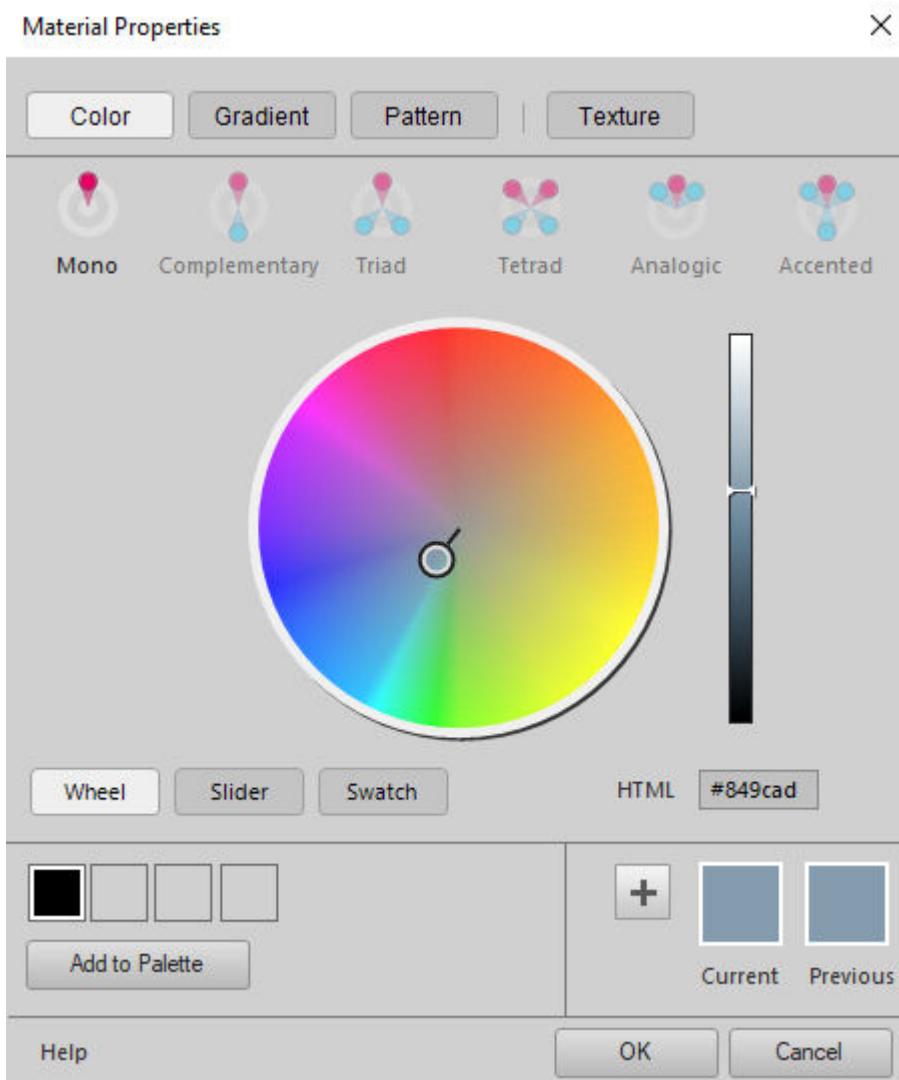 Material Properties
Color Gradient Pattern Texture
Mono Complementary Triad Tetrad Analogic Accented
Wheel Slider Swatch HTML #849cad
Add to Palette
Current Previous
Help OK Cancel